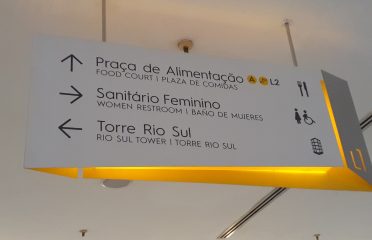 Praça de Alimentação A L2
FOOD COURT | PLAZA DE COMIDAS
Sanitário Feminino
WOMEN RESTROOM | BAÑO DE MUJERES
Torre Rio Sul
RIO SUL TOWER | TORRE RIO SUL
L1